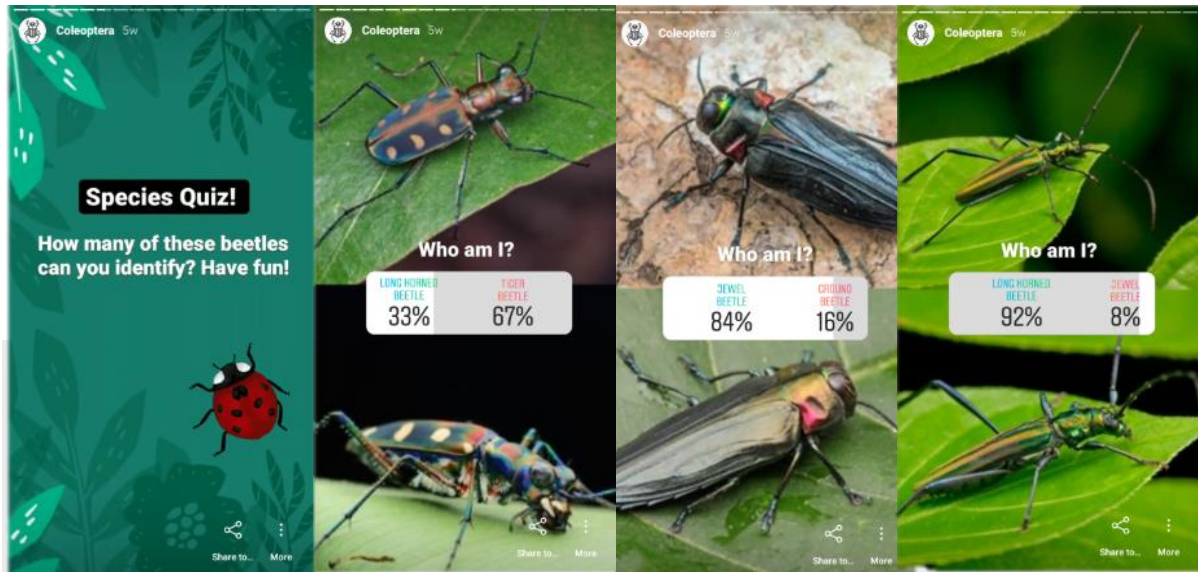 Coleoptera 5w
Species Quiz!
How many of these beetles
can you identify? Have fun!
Share to... More
Coleoptera 5w
Who am I?
LONG HORNED
BEETLE
33%
TIGER
BEETLE
67%
Share to... More
Coleoptera 5w
Who am I?
JEWEL
BEETLE
84%
GROUND
BEETLE
16%
Share to... More
Coleoptera 5w
Who am I?
LONG HORNED
BEETLE
92%
JEWEL
BEETLE
8%
Share to... More